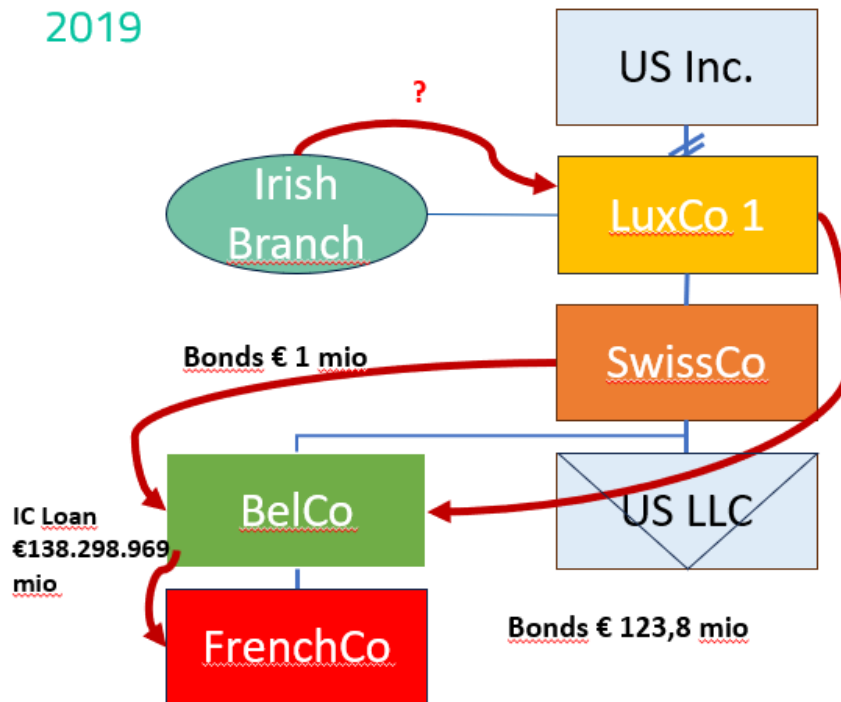 2019
US Inc.
?
Irish
Branch
LuxCo 1
Bonds € 1 mio
SwissCo
IC Loan
€138.298.969
mio
BelCo
US LLC
FrenchCo
Bonds € 123,8 mio